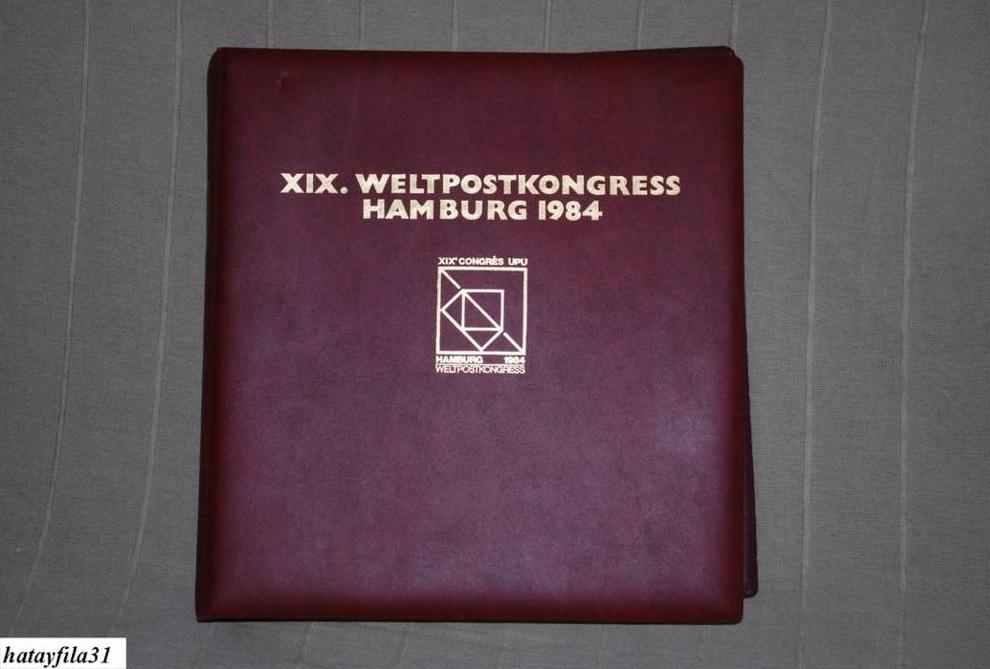 XIX. WELTPOSTKONGRESS
HAMBURG 1984
XIXᵉ CONGRÈS UPU
HAMBURG 1984
WELTPOSTKONGRESS
hatayfila31